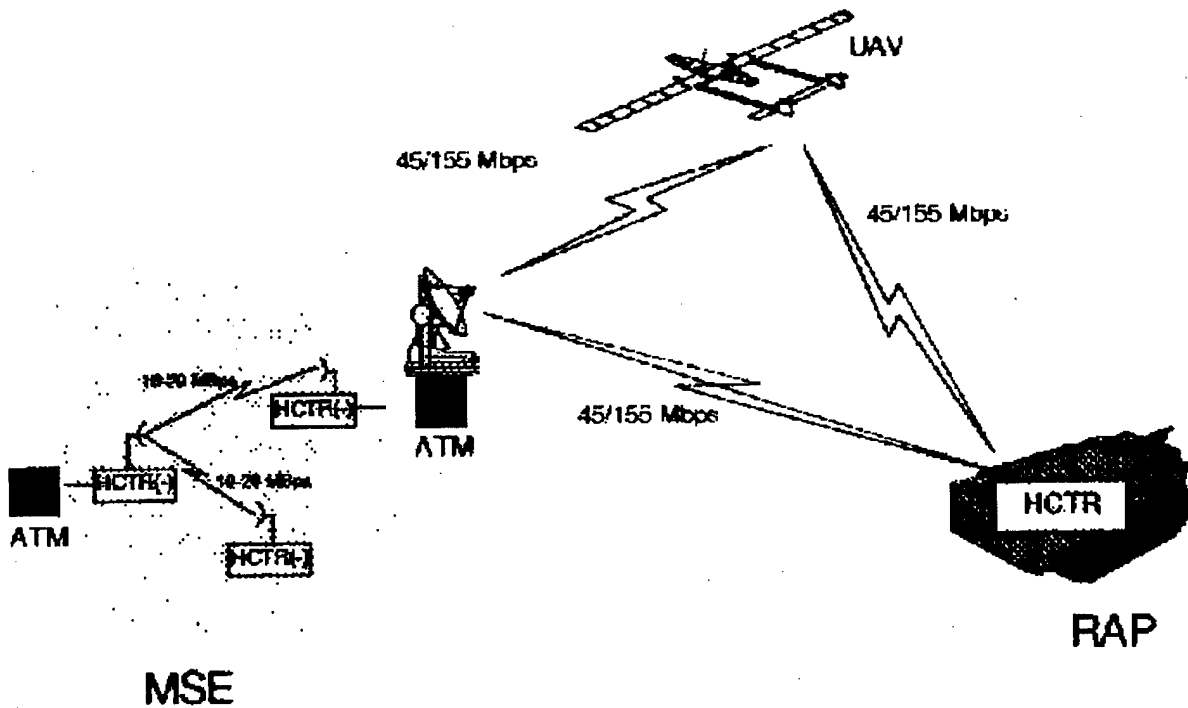 UAV
45/155 Mbps
45/155 Mbps
10-20 MBps
HCTR(-)
45/155 Mbps
ATM
HCTR(-)
10-20 MBps
ATM
HCTR(-)
HCTR
RAP
MSE